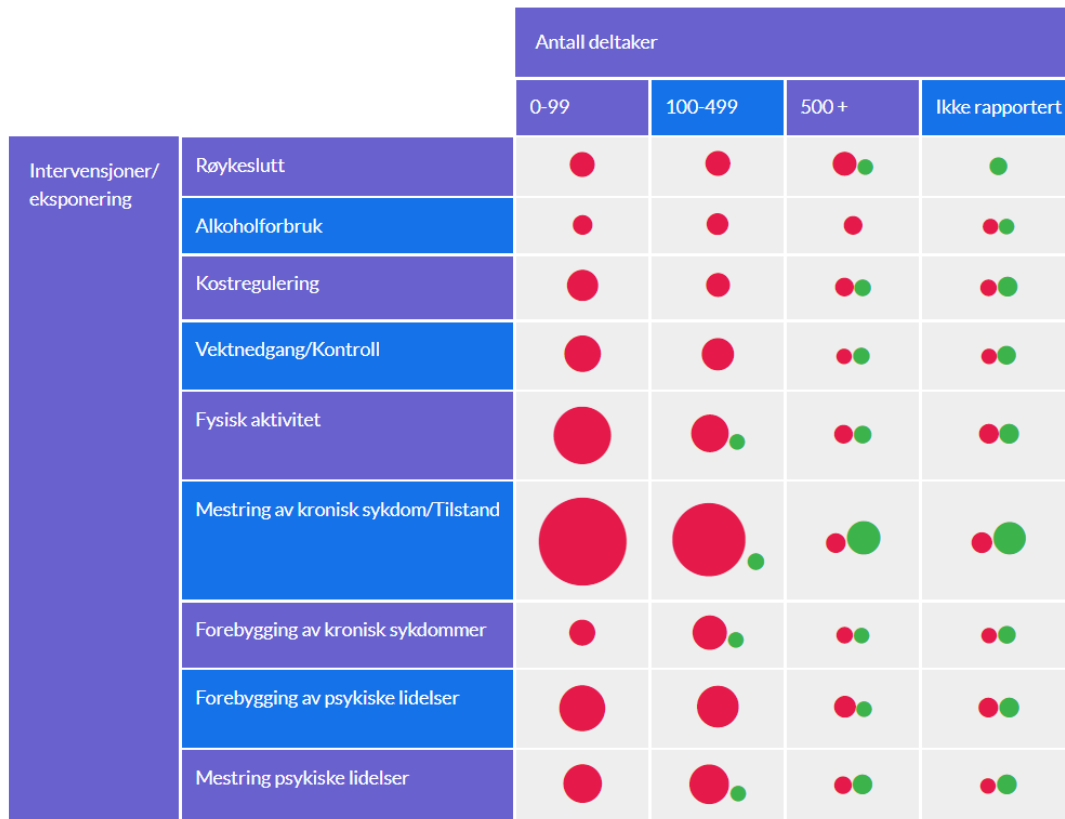 Antall deltaker
0-99
100-499
500 +
Ikke rapportert
Intervensjoner/
eksponering
Røykeslutt
Alkoholforbruk
Kostregulering
Vektnedgang/Kontroll
Fysisk aktivitet
Mestring av kronisk sykdom/Tilstand
Forebygging av kronisk sykdommer
Forebygging av psykiske lidelser
Mestring psykiske lidelser